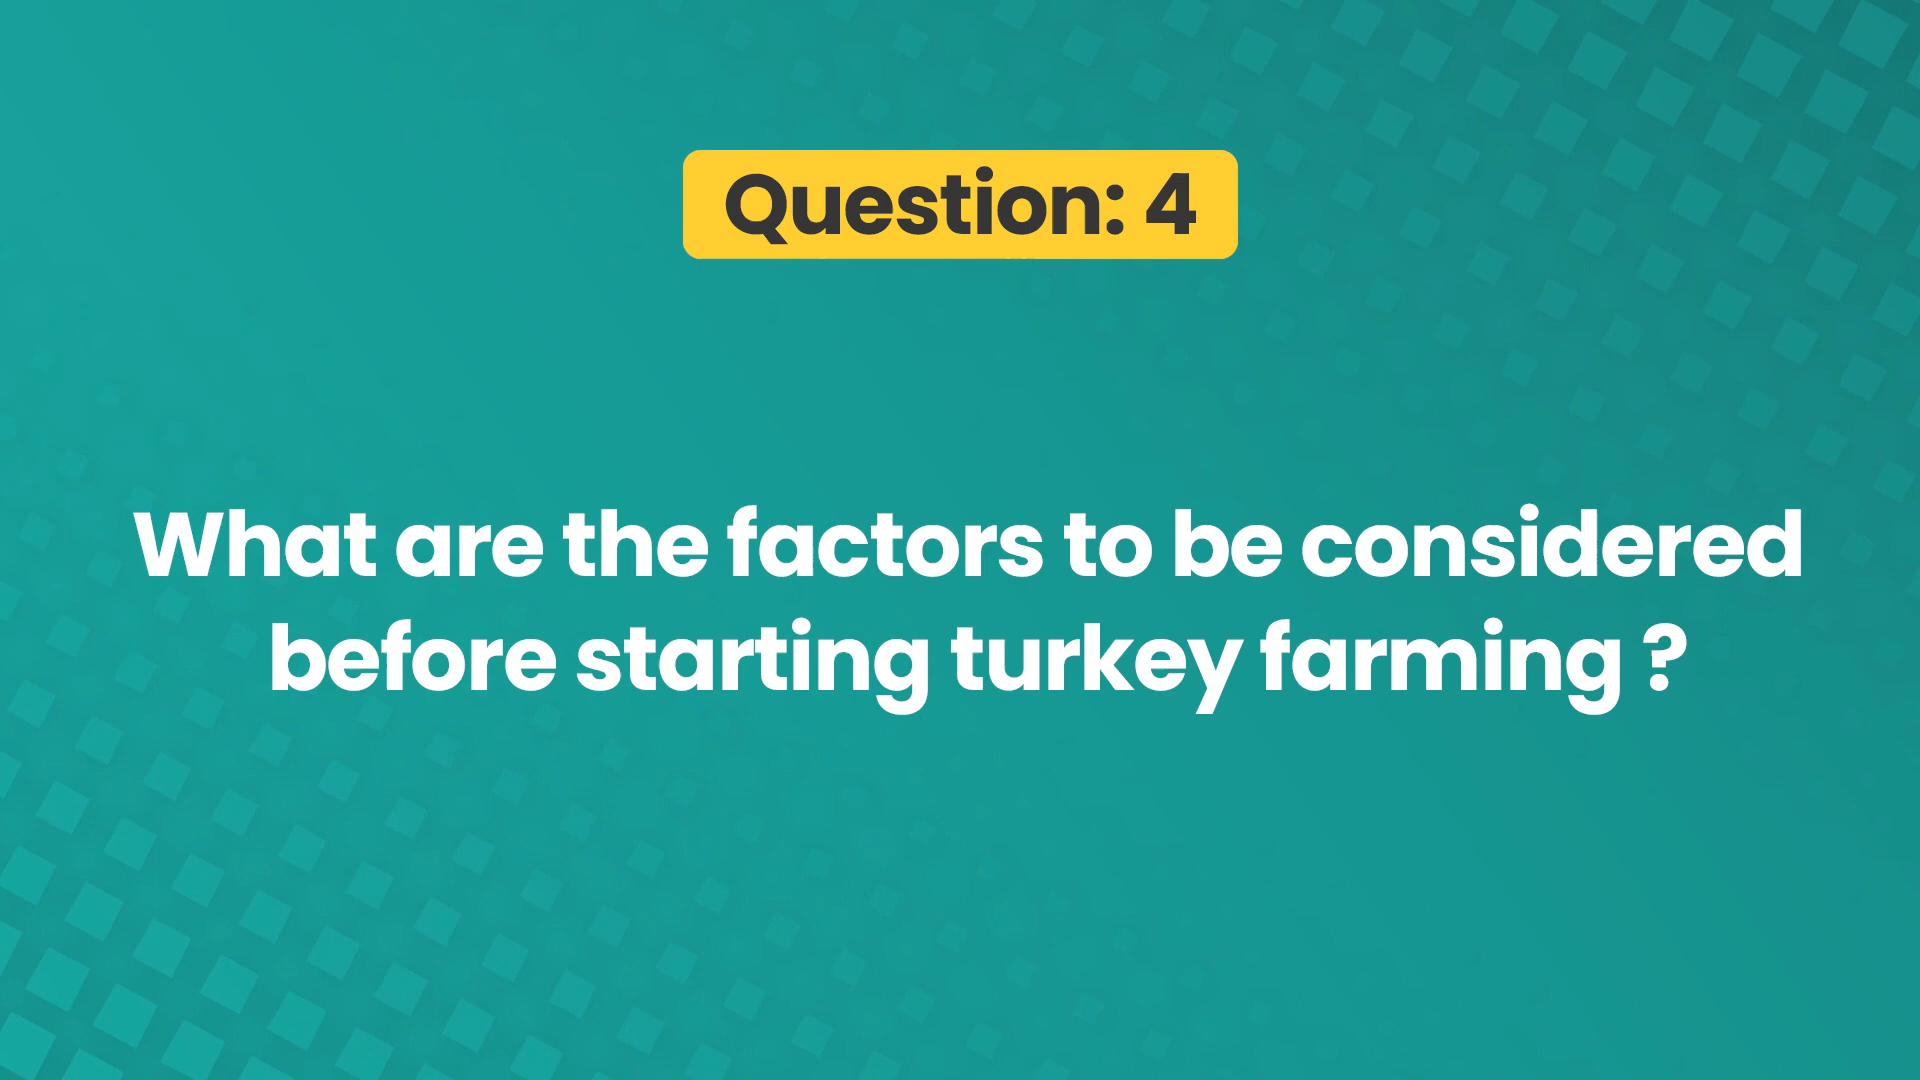 Question: 4
What are the factors to be considered
before starting turkey farming ?